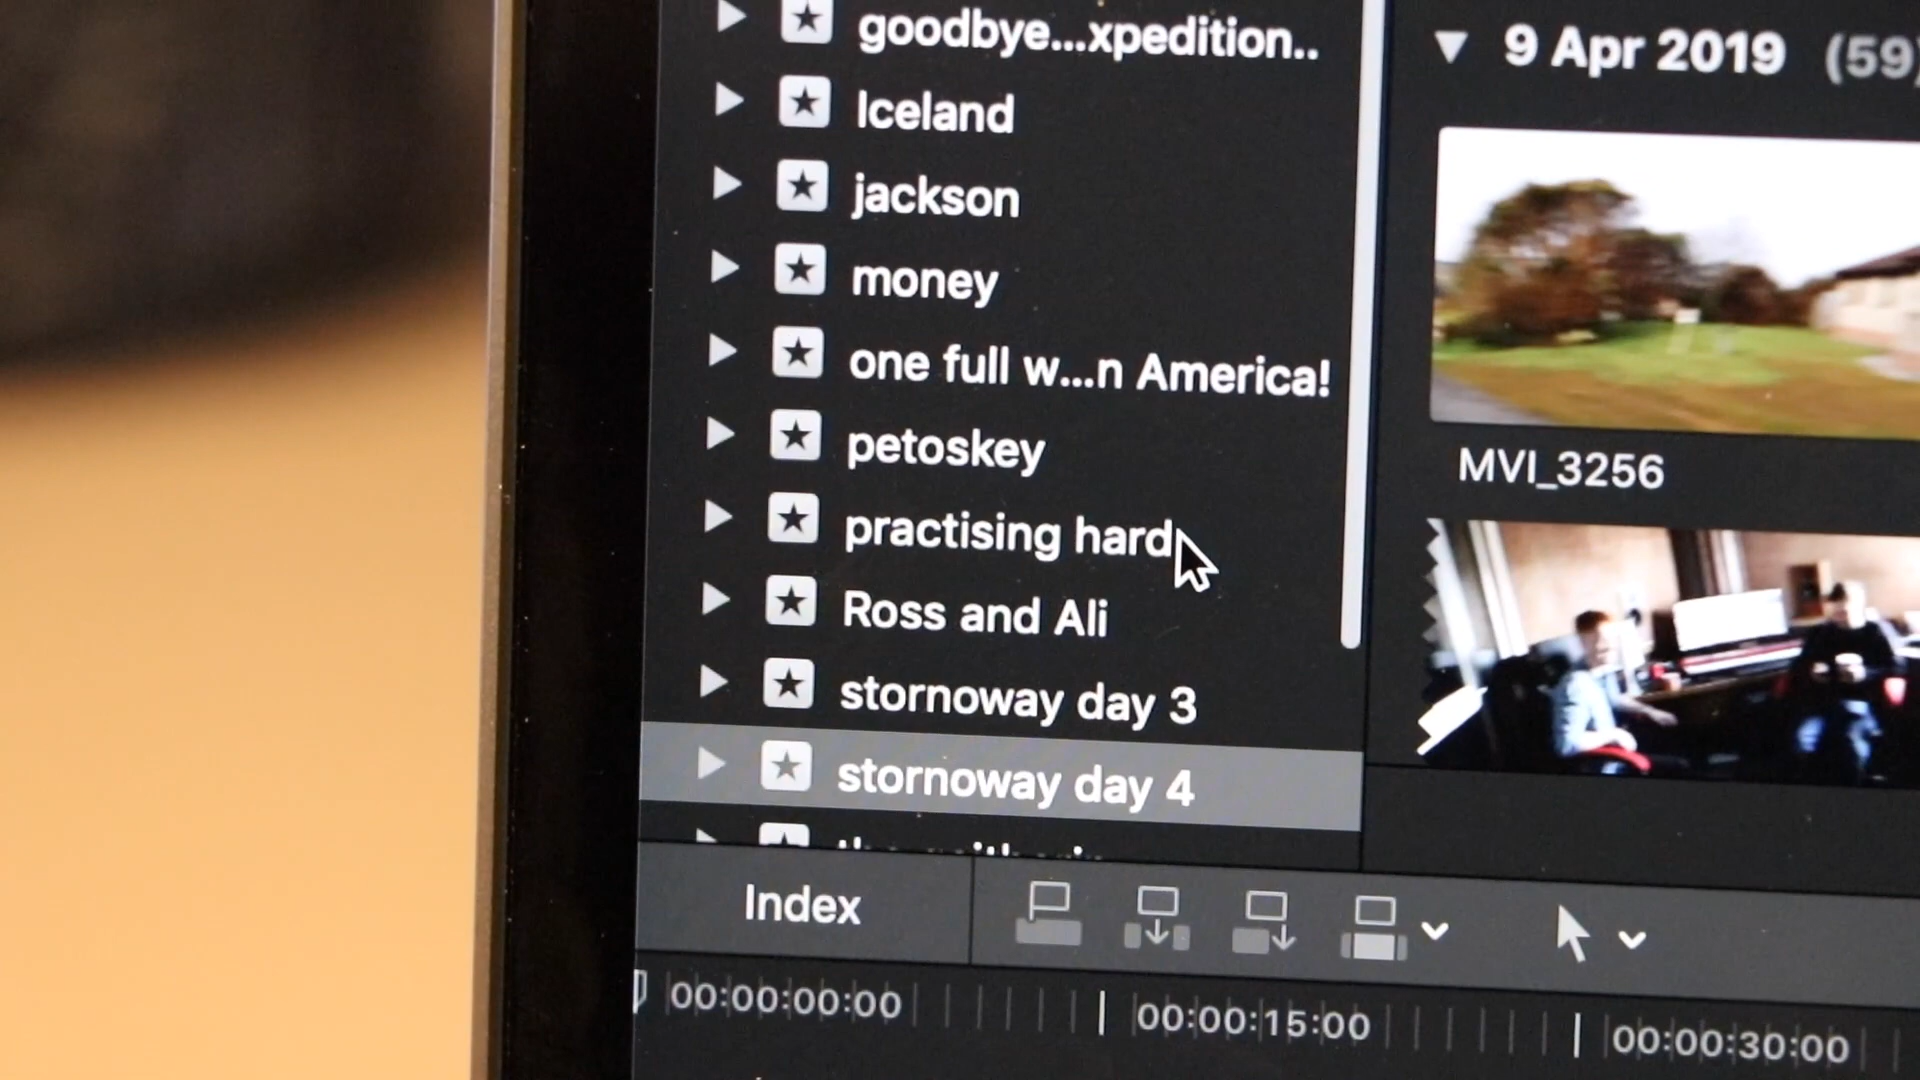 goodbye...xpedition..
Iceland
jackson
money
one full w...n America!
petoskey
practising hard
Ross and Ali
stornoway day 3
stornoway day 4
9 Apr 2019 (59)
MVI_3256
Index
00:00:00:00
00:00:15:00
00:00:30:00